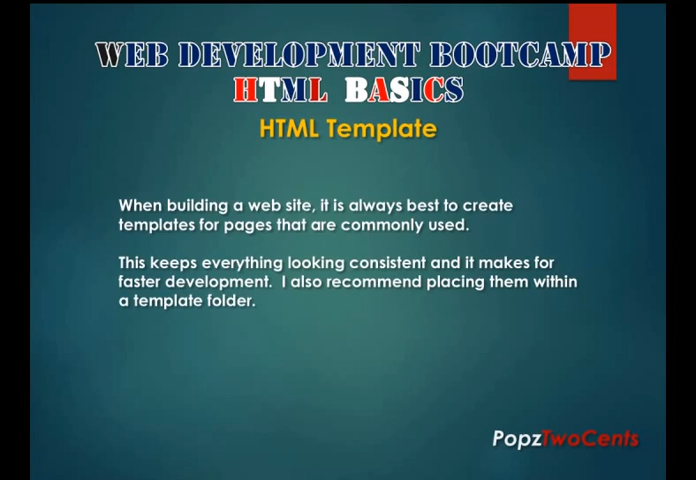 WEB DEVELOPMENT BOOTCAMP
HTML BASICS
HTML Template
When building a web site, it is always best to create
templates for pages that are commonly used.
This keeps everything looking consistent and it makes for
faster development. I also recommend placing them within
a template folder.
PopzTwoCents